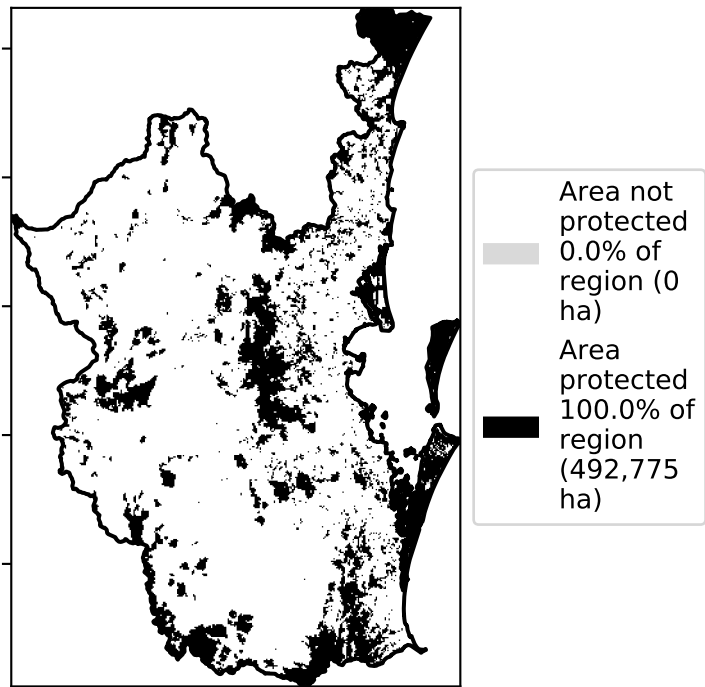 Area not
protected
0.0% of
region (0
ha)
Area
protected
100.0% of
region
(492,775
ha)